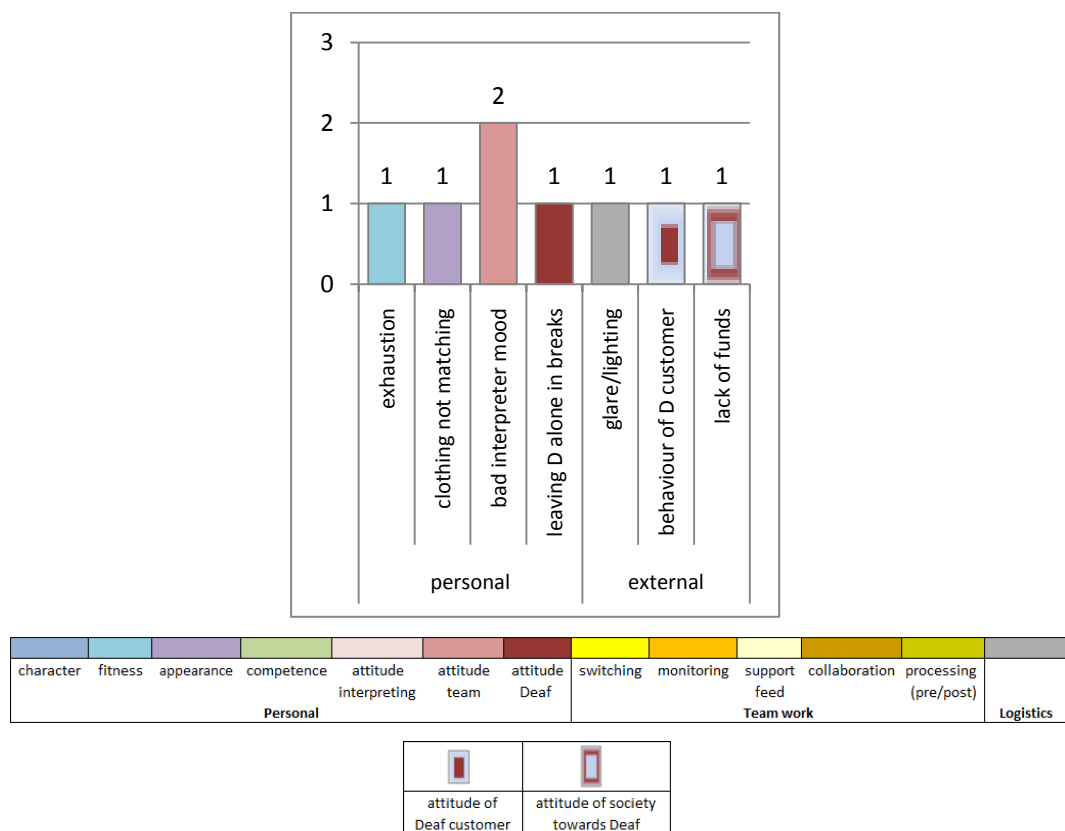 3
2
1
0
1
1
2
1
1
1
1
exhaustion
clothing not matching
bad interpreter mood
leaving D alone in breaks
glare/lighting
behaviour of D customer
lack of funds
personal
external
character
fitness
appearance
competence
attitude
interpreting
attitude
team
attitude
Deaf
switching
monitoring
support
feed
collaboration
processing
(pre/post)
Personal
Team work
Logistics
attitude of
Deaf customer
attitude of society
towards Deaf